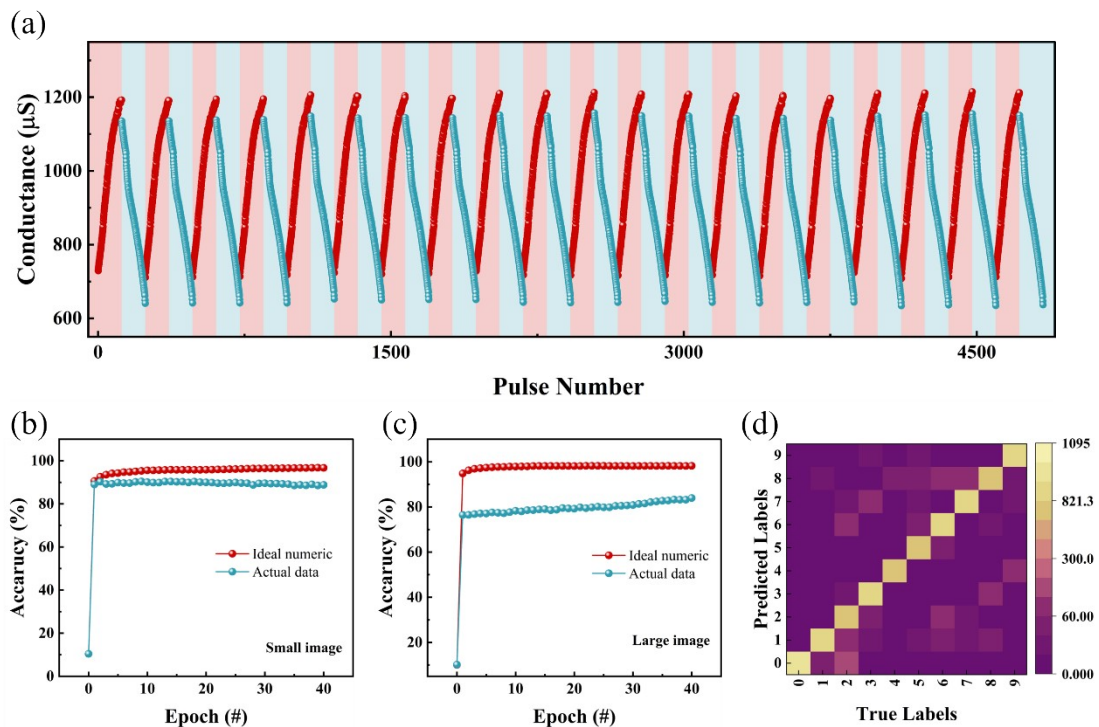 (a)
Conductance (μS)
1200
1000
800
600
0 1500 3000 4500
Pulse Number
(b)
Accarucy (%)
100
80
60
40
20
0
Ideal numeric
Actual data
Small image
0 10 20 30 40
Epoch (#)
(c)
Accarucy (%)
100
80
60
40
20
Ideal numeric
Actual data
Large image
0 10 20 30 40
Epoch (#)
(d)
Predicted Labels
9
8
7
6
5
4
3
2
1
0
0 1 2 3 4 5 6 7 8 9
True Labels
1095
821.3
300.0
60.00
0.000